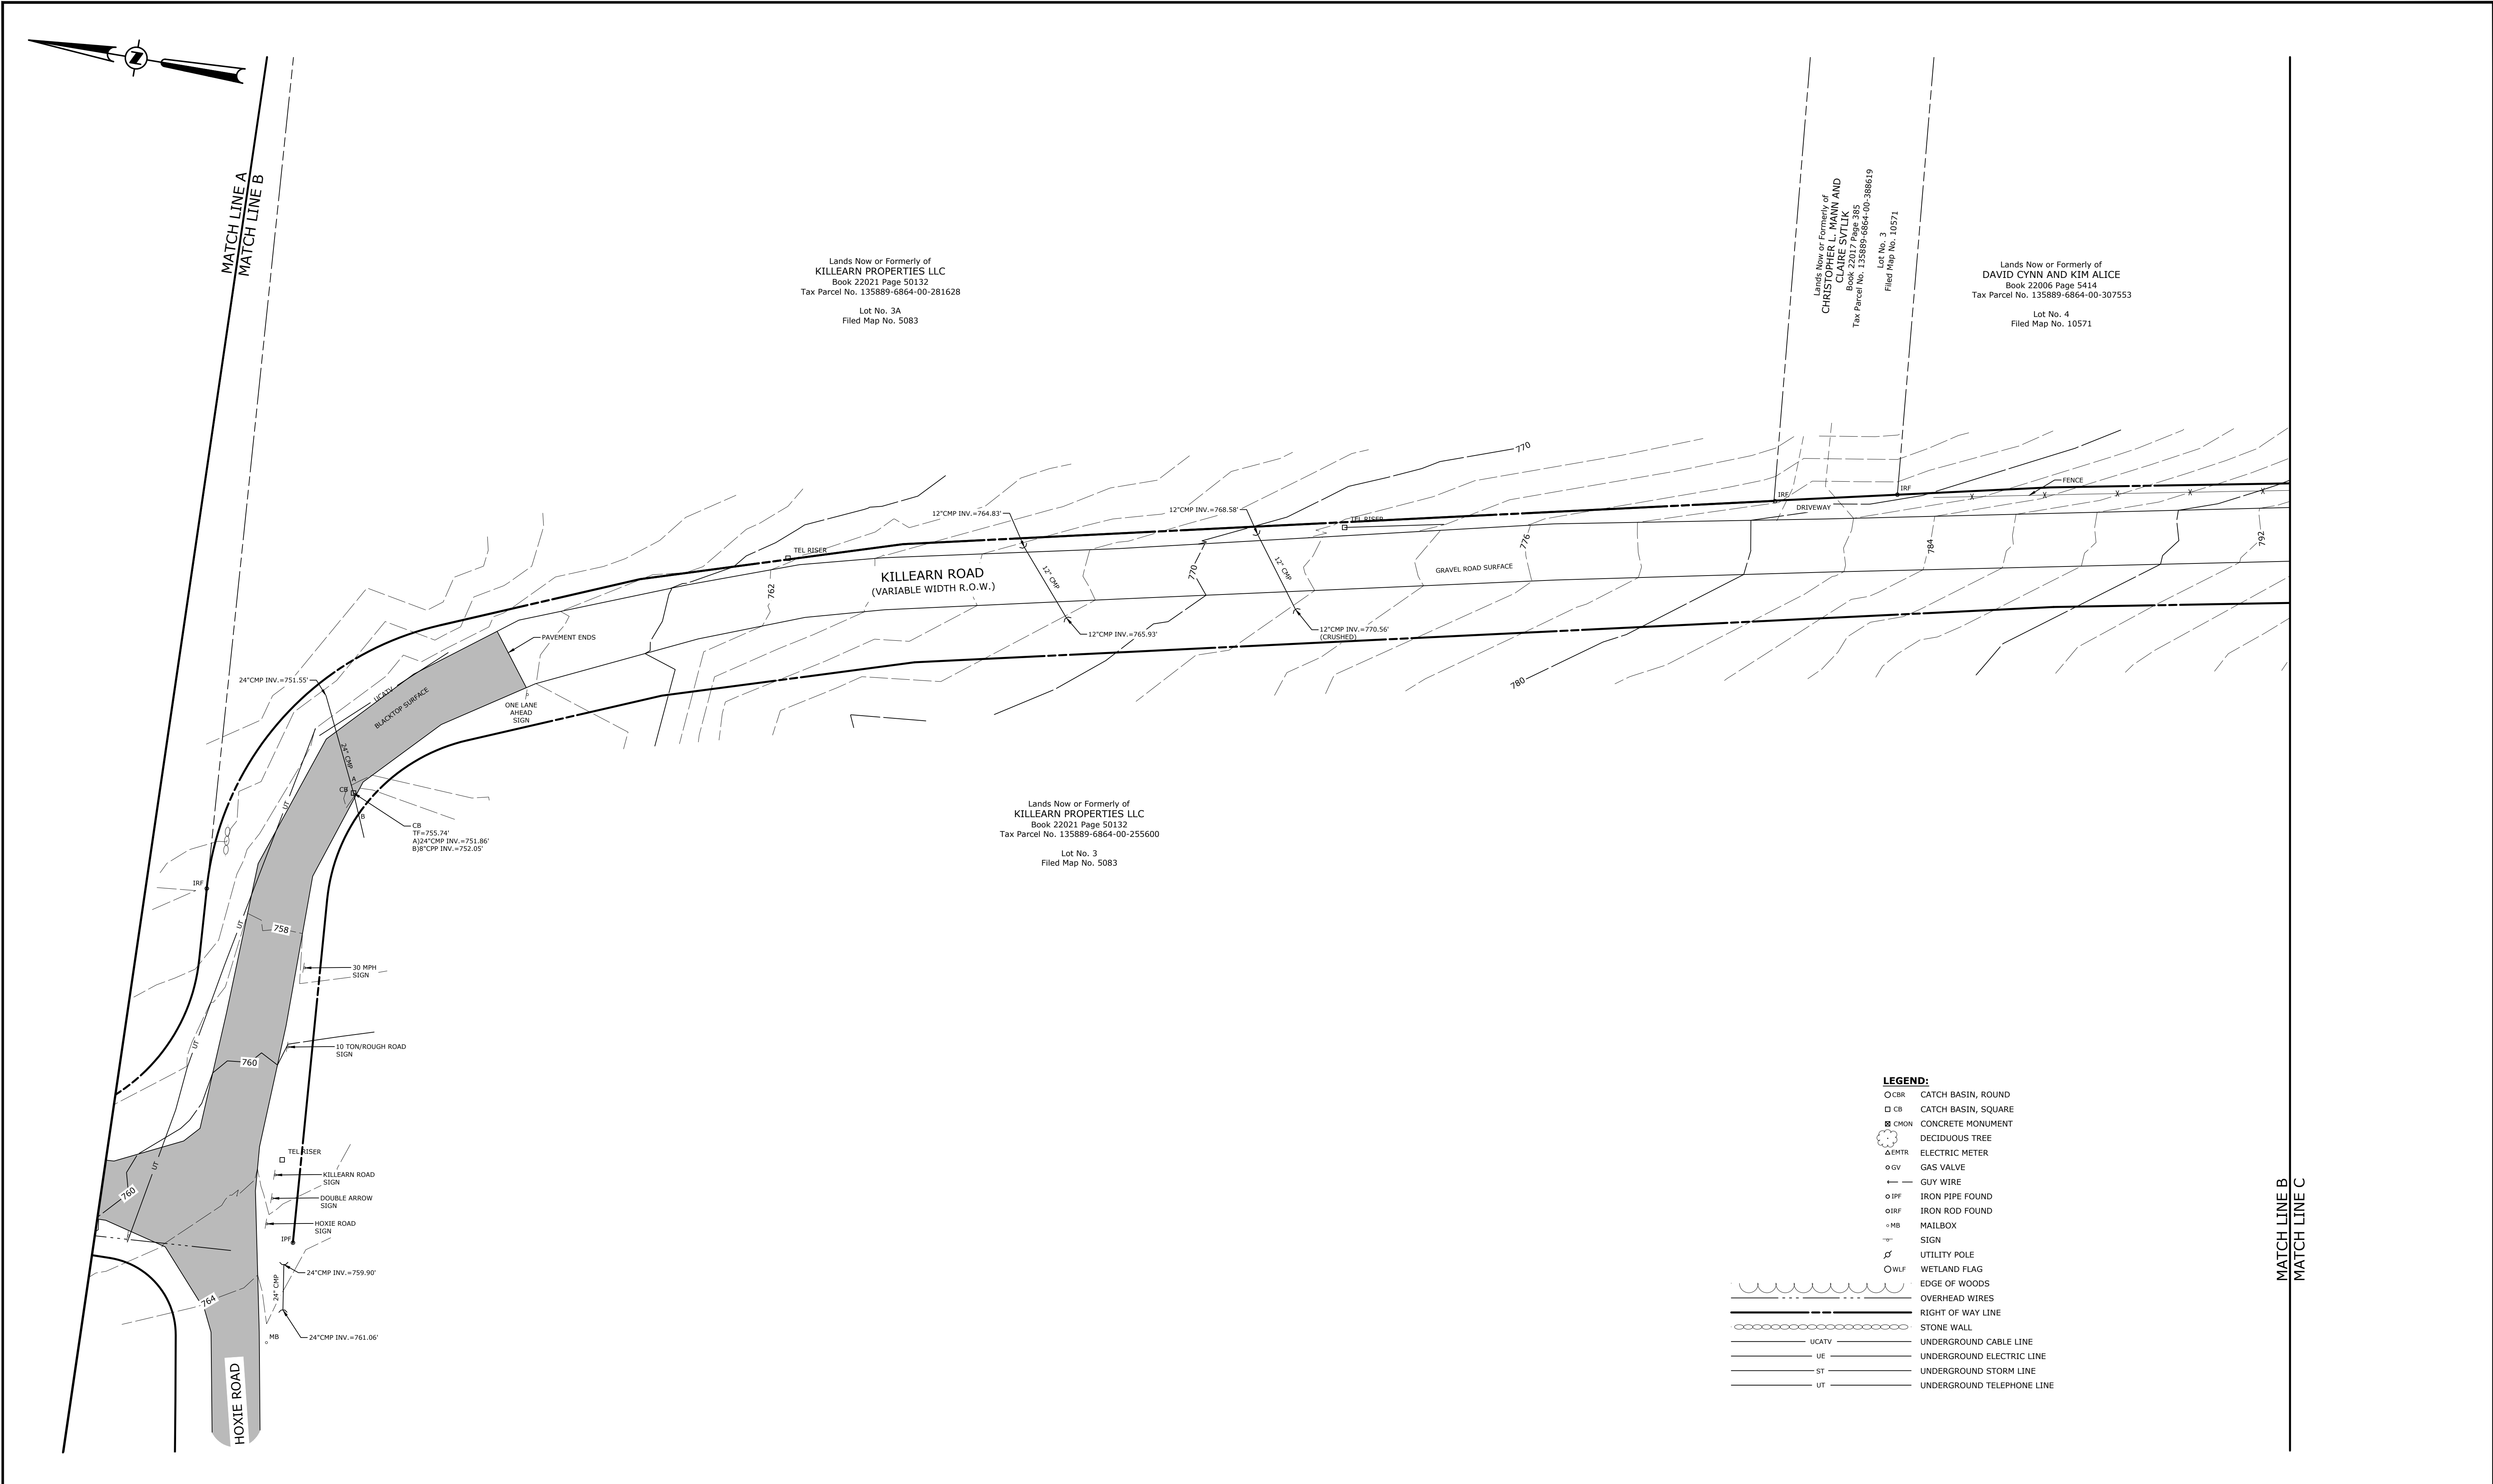 N
MATCH LINE A
MATCH LINE B
Lands Now or Formerly of
KILLEARN PROPERTIES LLC
Book 22021 Page 50132
Tax Parcel No. 135889-6864-00-281628
Lot No. 3A
Filed Map No. 5083
Lands Now or Formerly of
CHRISTOPHER L. MANN AND
CLAIRE SVTLIK
Book 22017 Page 385
Tax Parcel No. 135889-6864-00-388619
Lot No. 3
Filed Map No. 10571
Lands Now or Formerly of
DAVID CYNN AND KIM ALICE
Book 22006 Page 5414
Tax Parcel No. 135889-6864-00-307553
Lot No. 4
Filed Map No. 10571
770
FENCE
IRF
IRF
X X X X X
DRIVEWAY
12"CMP INV.=764.83'
12"CMP INV.=768.58'
TEL RISER
TEL RISER
776
784
792
KILLEARN ROAD
(VARIABLE WIDTH R.O.W.)
762
12" CMP
770
12" CMP
GRAVEL ROAD SURFACE
12"CMP INV.=765.93'
12"CMP INV.=770.56'
(CRUSHED)
780
PAVEMENT ENDS
24"CMP INV.=751.55'
UCATV
BLACKTOP SURFACE
ONE LANE
AHEAD
SIGN
24" CMP
A
CB
B
UT
CB
TF=755.74'
A)24"CMP INV.=751.86'
B)8"CPP INV.=752.05'
Lands Now or Formerly of
KILLEARN PROPERTIES LLC
Book 22021 Page 50132
Tax Parcel No. 135889-6864-00-255600
Lot No. 3
Filed Map No. 5083
IRF
UT
758
30 MPH
SIGN
UT
10 TON/ROUGH ROAD
SIGN
760
TEL RISER
UT
KILLEARN ROAD
SIGN
760
DOUBLE ARROW
SIGN
HOXIE ROAD
SIGN
IPF
24"CMP INV.=759.90'
24" CMP
764
MB
24"CMP INV.=761.06'
HOXIE ROAD
LEGEND:
CBR CATCH BASIN, ROUND
CB CATCH BASIN, SQUARE
CMON CONCRETE MONUMENT
DECIDUOUS TREE
EMTR ELECTRIC METER
GV GAS VALVE
GUY WIRE
IPF IRON PIPE FOUND
IRF IRON ROD FOUND
MB MAILBOX
SIGN
UTILITY POLE
WLF WETLAND FLAG
EDGE OF WOODS
OVERHEAD WIRES
RIGHT OF WAY LINE
STONE WALL
UCATV UNDERGROUND CABLE LINE
UE UNDERGROUND ELECTRIC LINE
ST UNDERGROUND STORM LINE
UT UNDERGROUND TELEPHONE LINE
MATCH LINE B
MATCH LINE C